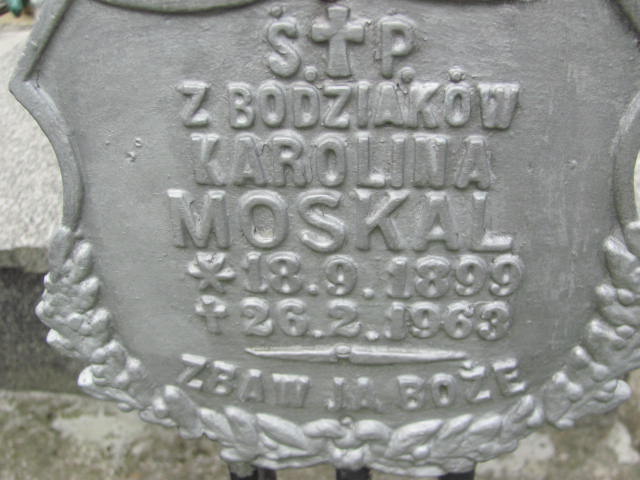 Ś. ✝ P.
Z BODZIAKÓW
KAROLINA
MOSKAL
* 18.9.1899
† 26.2.1963
ZBAW JĄ BOŻE